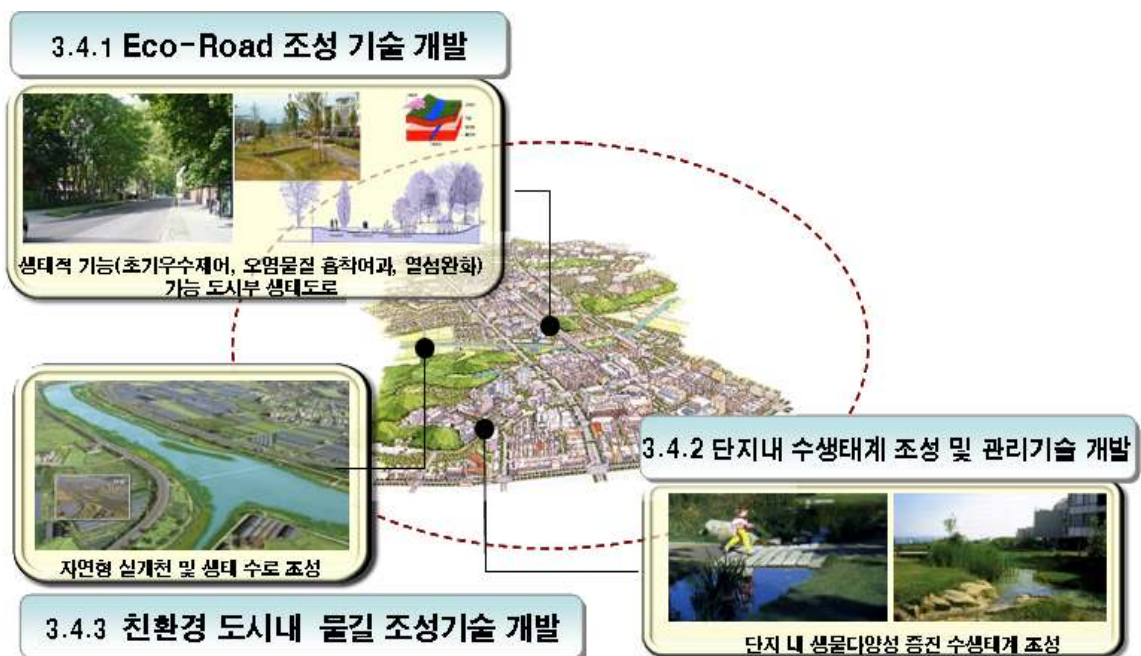 3.4.1 Eco-Road 조성 기술 개발
생태적 기능(초기우수제어, 오염물질 흡착여과, 열섬완화)
가능 도시부 생태도로
자연형 실개천 및 생태 수로 조성
3.4.3 친환경 도시내 물길 조성기술 개발
3.4.2 단지내 수생태계 조성 및 관리기술 개발
단지 내 생물다양성 증진 수생태계 조성